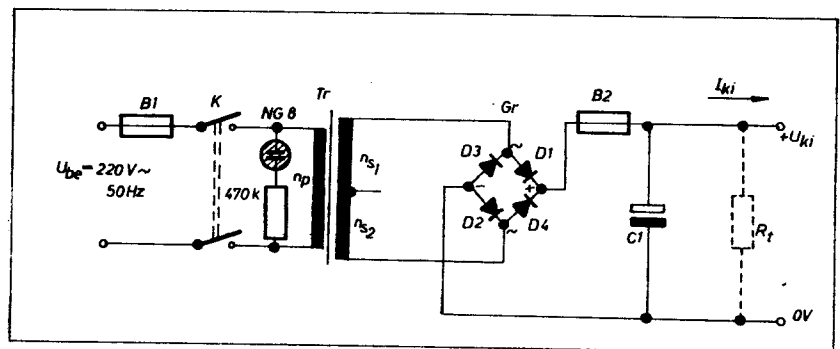 B1
K
NG 8
Tr
Gr
B2
I_ki
+U_ki
U_be = 220 V ~
50 Hz
470 k
n_p
n_s1
n_s2
~
D3
D1
-
+
D2
D4
~
C1
R_t
0V